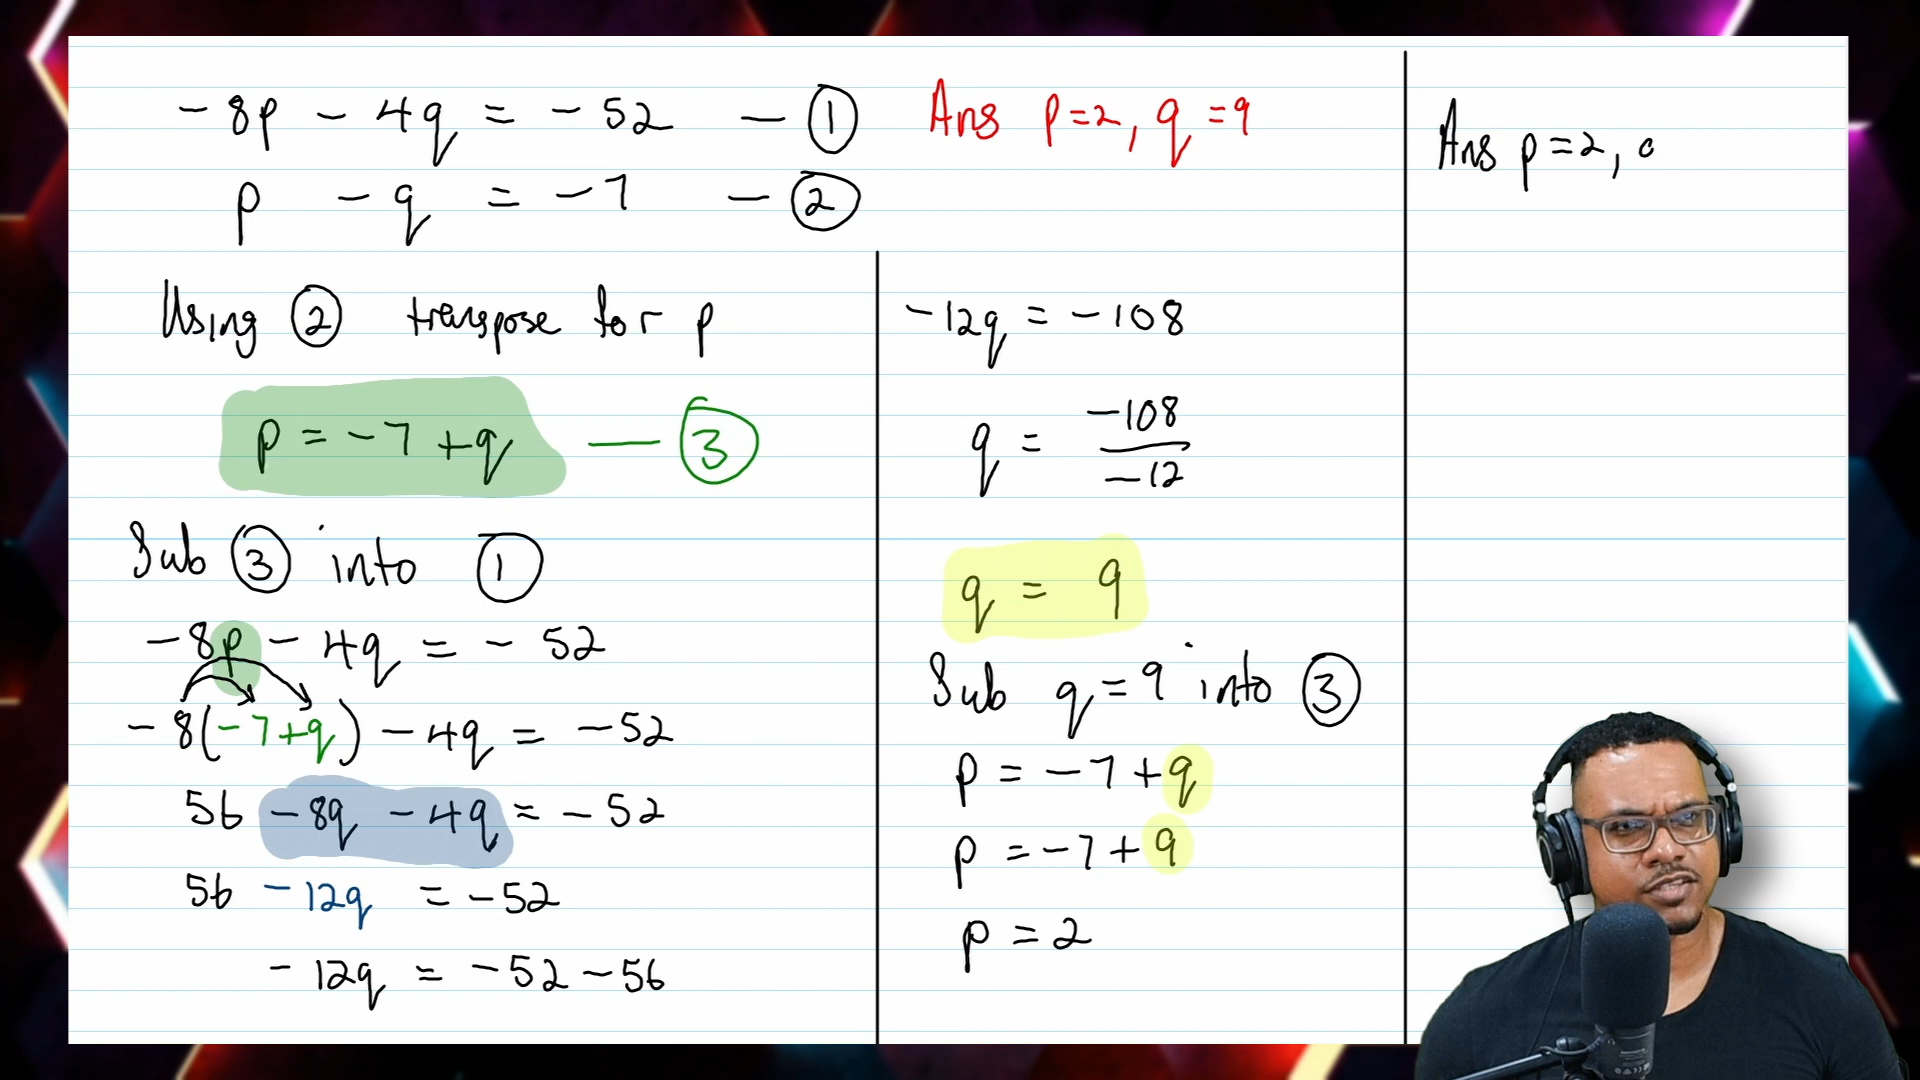 -8p - 4q = -52 — ①
p - q = -7 — ②
Ans p=2, q=9
Using ② transpose for p
p = -7 + q — ③
Sub ③ into ①
-8p - 4q = -52
-8(-7+q) - 4q = -52
56 -8q -4q = -52
56 -12q = -52
-12q = -52 -56
-12q = -108
q = -108/-12
q = 9
Sub q=9 into ③
p = -7 + q
p = -7 + 9
p = 2
Ans p=2,